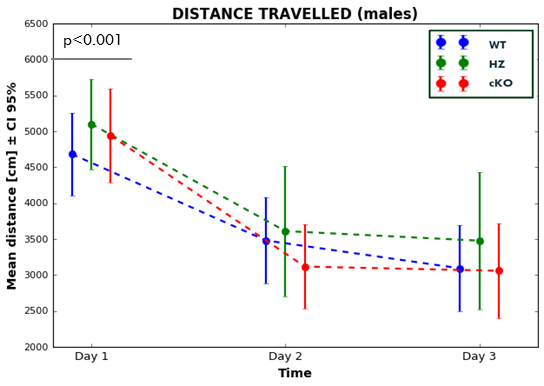 DISTANCE TRAVELLED (males)
p<0.001
WT
HZ
cKO
Mean distance [cm] ± CI 95%
6500
6000
5500
5000
4500
4000
3500
3000
2500
2000
Day 1 Day 2 Day 3
Time